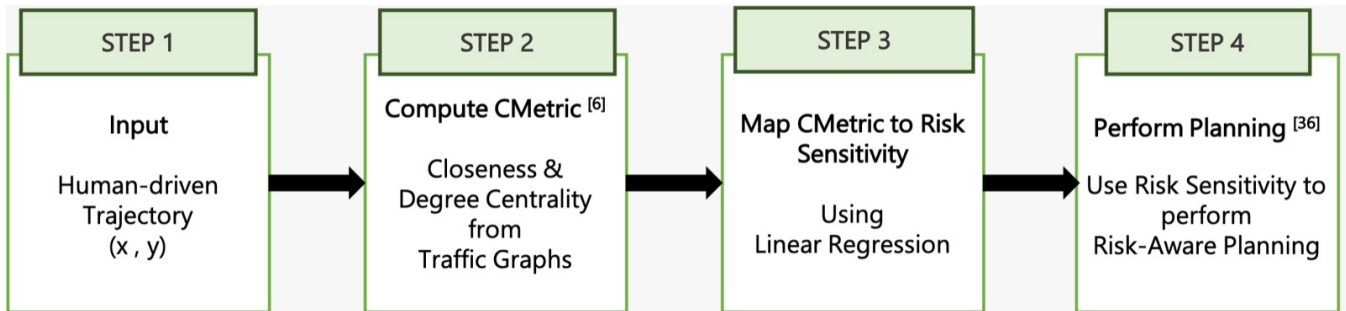 STEP 1
Input
Human-driven
Trajectory
(x , y)
STEP 2
Compute CMetric [6]
Closeness &
Degree Centrality
from
Traffic Graphs
STEP 3
Map CMetric to Risk
Sensitivity
Using
Linear Regression
STEP 4
Perform Planning [36]
Use Risk Sensitivity to
perform
Risk-Aware Planning